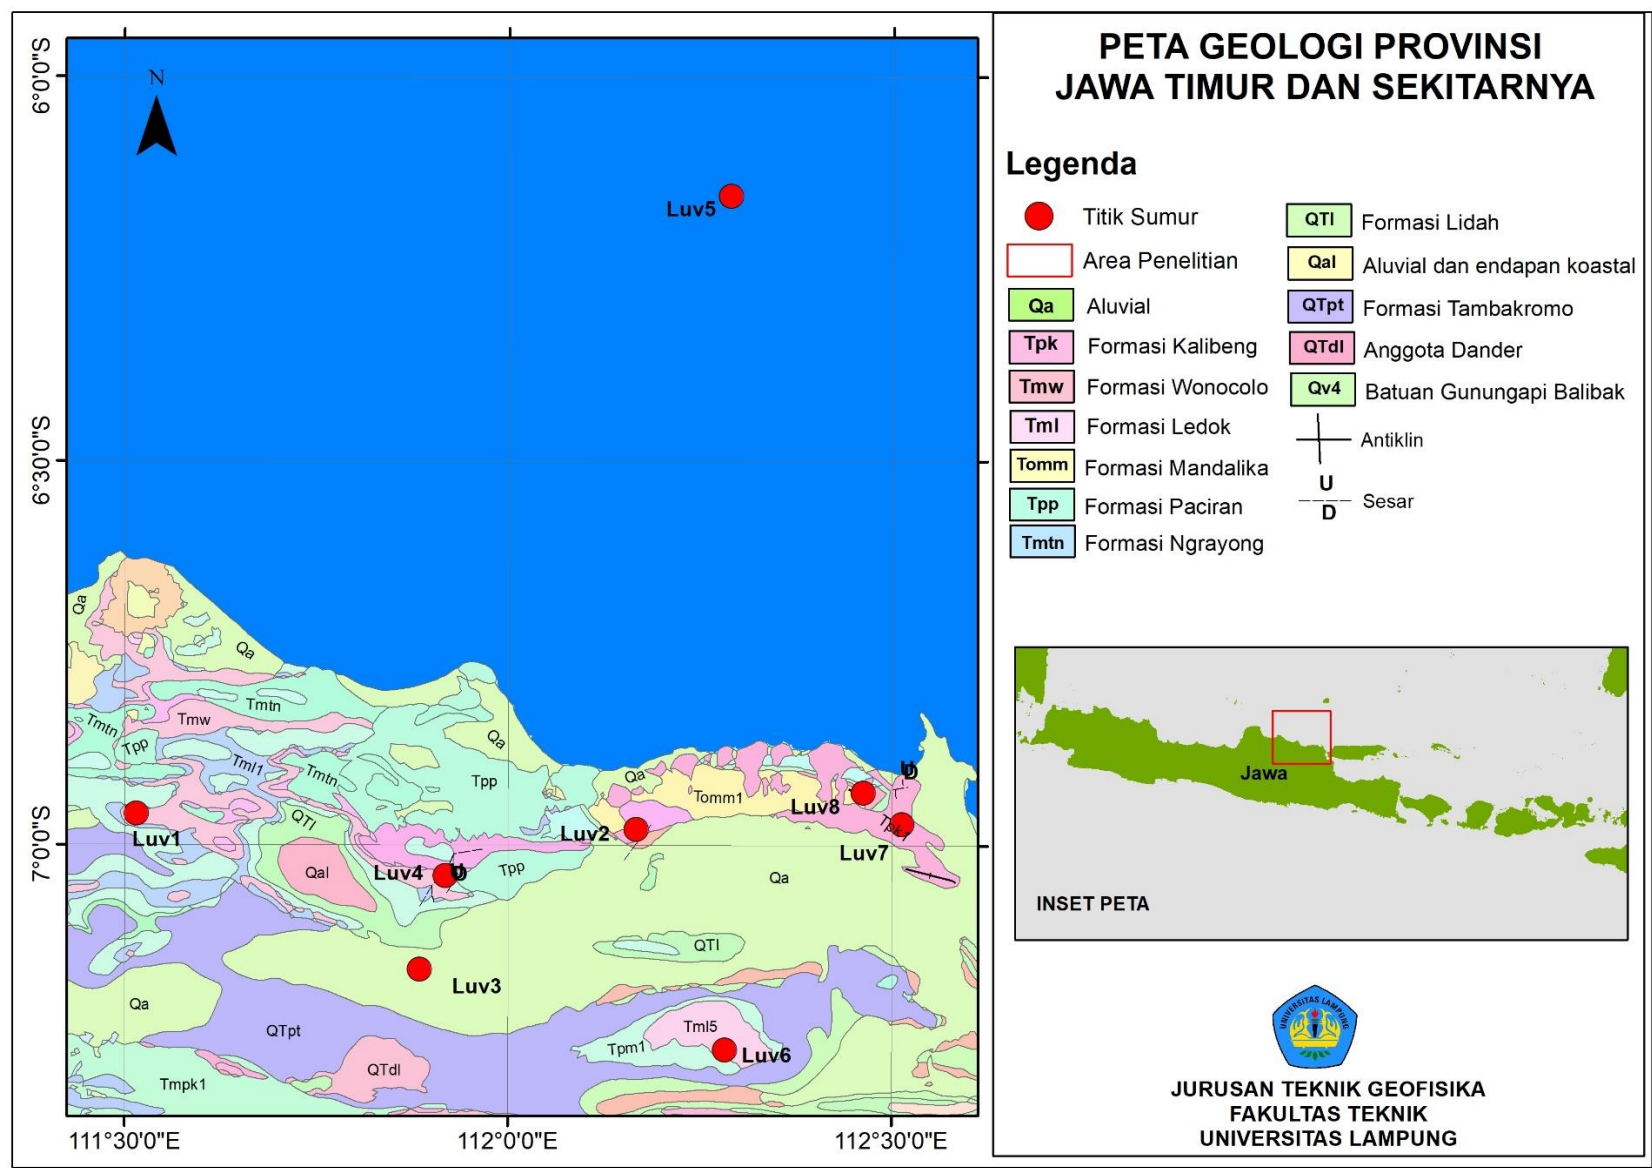 PETA GEOLOGI PROVINSI
JAWA TIMUR DAN SEKITARNYA
Legenda
Titik Sumur
Area Penelitian
Qa Aluvial
Tpk Formasi Kalibeng
Tmw Formasi Wonocolo
Tml Formasi Ledok
Tomm Formasi Mandalika
Tpp Formasi Paciran
Tmtn Formasi Ngrayong
QTl Formasi Lidah
Qal Aluvial dan endapan koastal
QTpt Formasi Tambakromo
QTdl Anggota Dander
Qv4 Batuan Gunungapi Balibak
Antiklin
U
D
Sesar
Jawa
INSET PETA
UNIVERSITAS LAMPUNG
JURUSAN TEKNIK GEOFISIKA
FAKULTAS TEKNIK
UNIVERSITAS LAMPUNG
6°0'0"S
6°30'0"S
7°0'0"S
111°30'0"E
112°0'0"E
112°30'0"E
N
Luv5
Qa
Qa
Tmtn
Tmw
Tmtn
Tpp
Qa
Tml1
Tmtn
Tpp
Qa
Tomm1
U
D
Luv8
Luv1
QTl
Luv2
Tpk1
Luv7
Qal
Luv4
U
D
Tpp
Qa
QTl
Luv3
Qa
QTpt
Tml5
Tpm1
Luv6
QTdl
Tmpk1